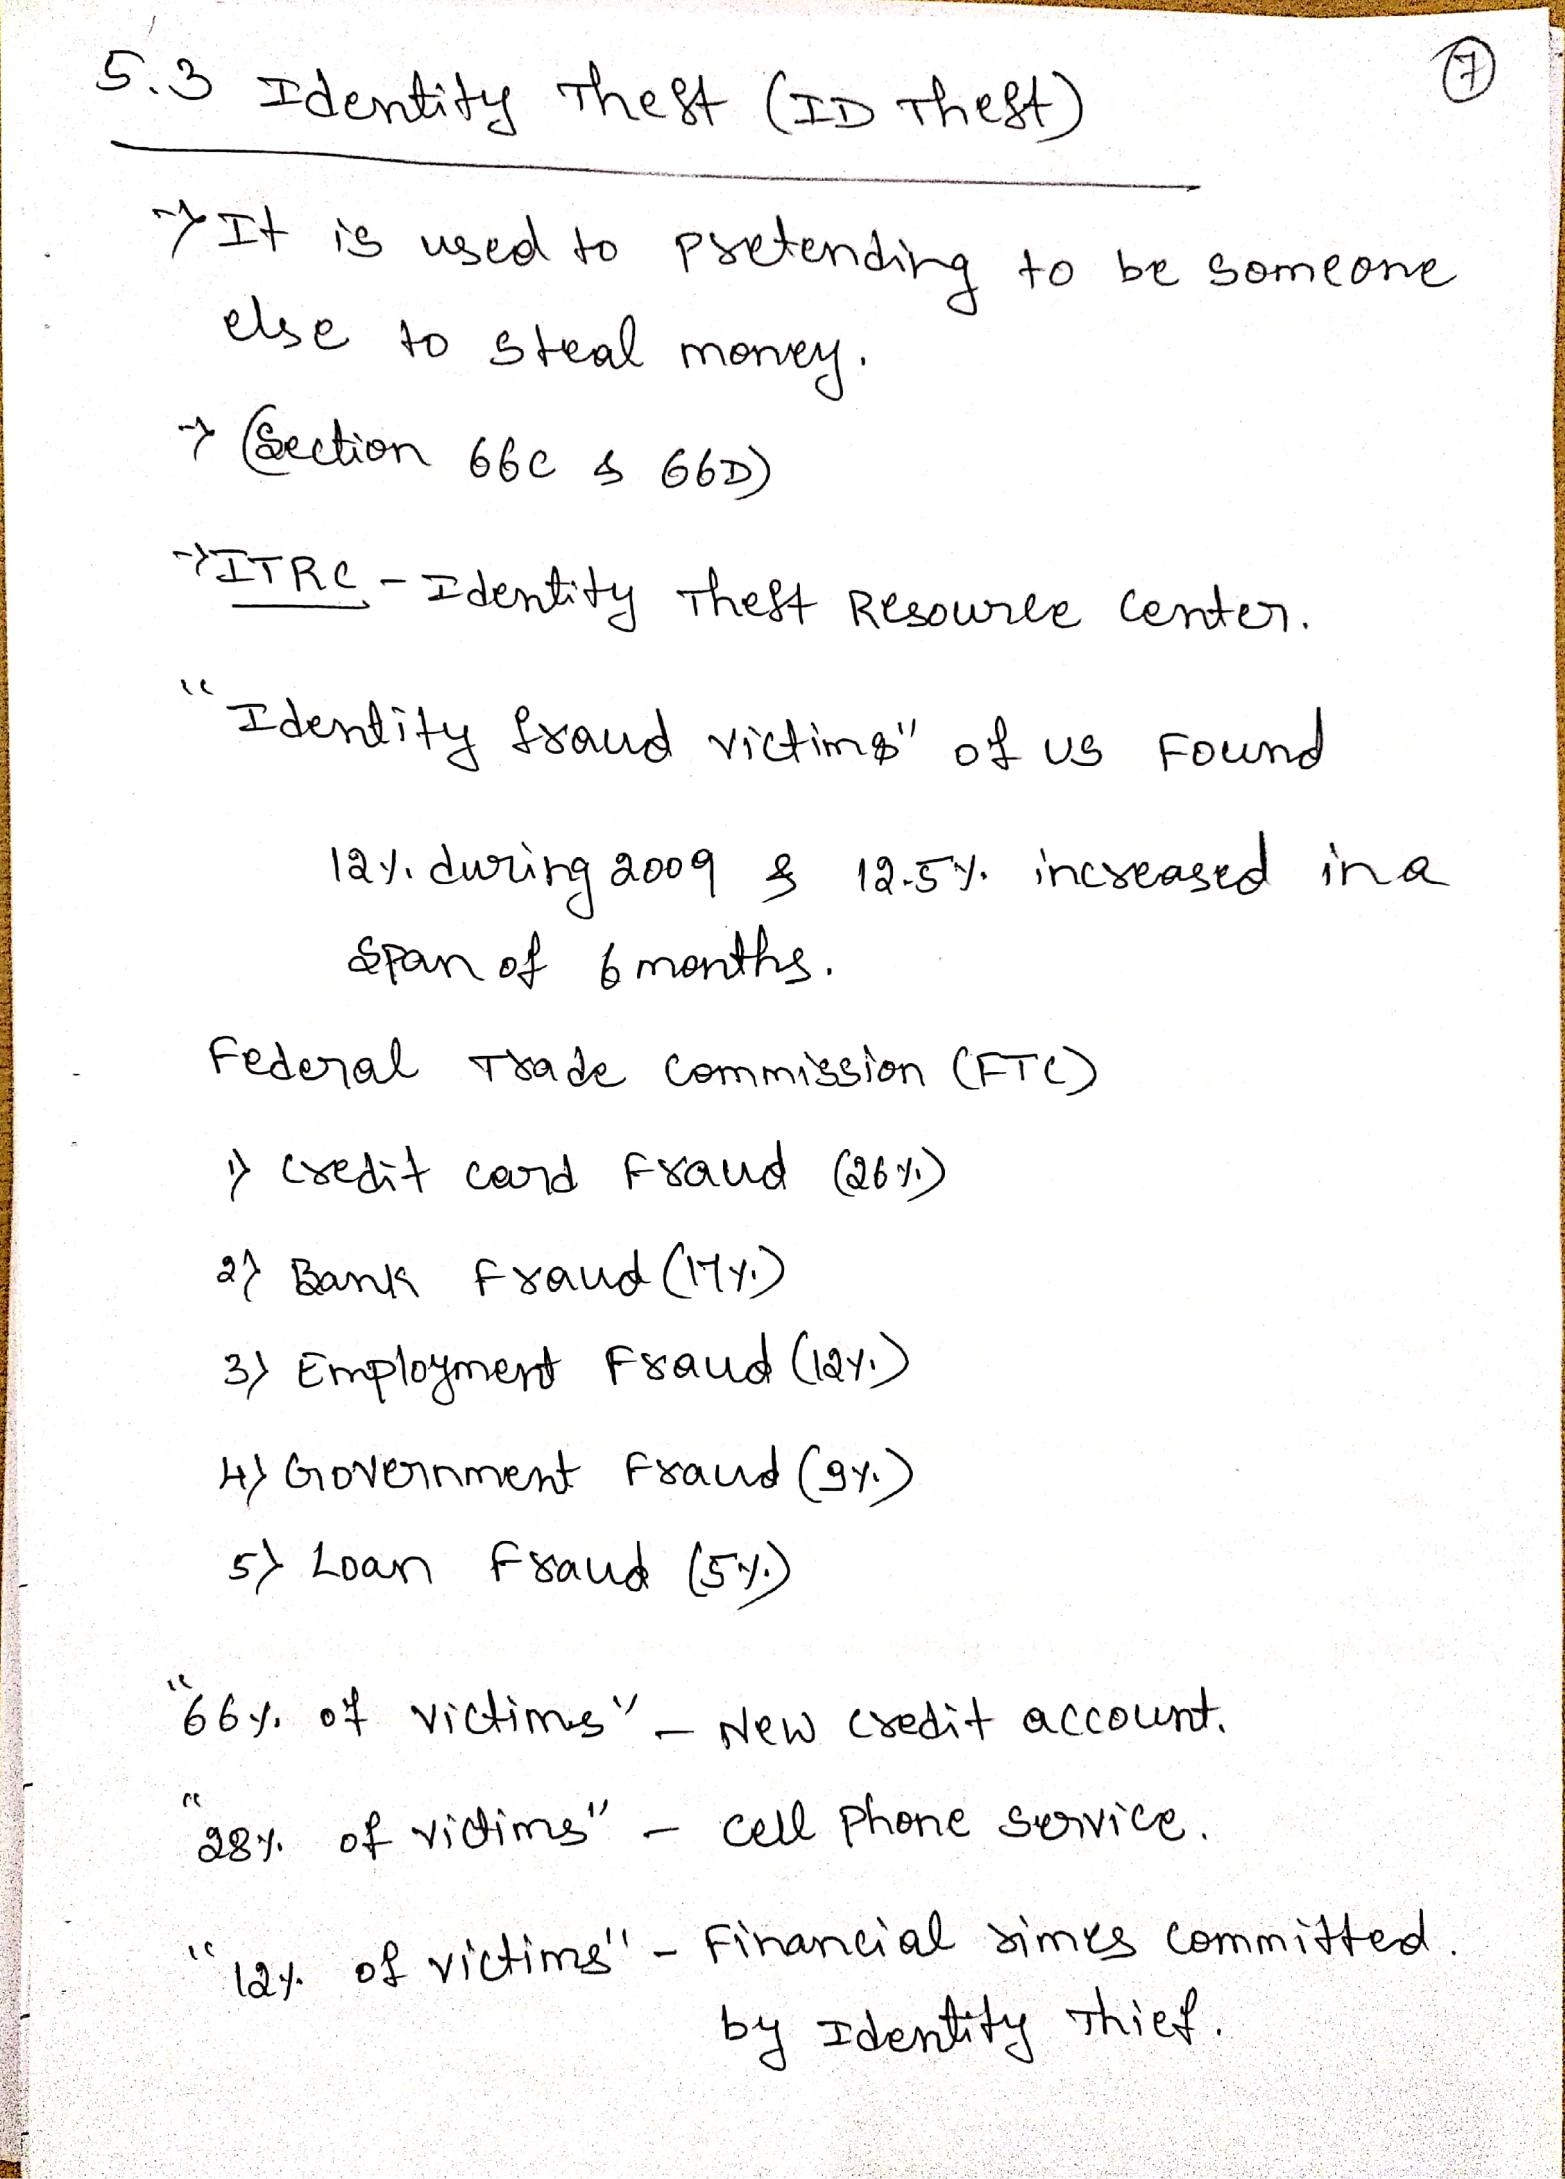 5.3 Identity Theft (ID Theft)
7
→ It is used to pretending to be someone
else to steal money.
→ (Section 66C & 66D)
→ ITRC - Identity Theft Resource Center.
"Identity fraud victims" of US Found
12% during 2009 & 12.5% increased in a
span of 6 months.
Federal Trade Commission (FTC)
1) Credit card Fraud (26%)
2) Bank Fraud (17%)
3) Employment Fraud (12%)
4) Government Fraud (9%)
5) Loan Fraud (5%)
"66% of victims" - New credit account.
"28% of victims" - Cell Phone Service.
"12% of victims" - Financial rimes committed.
by Identity Thief.